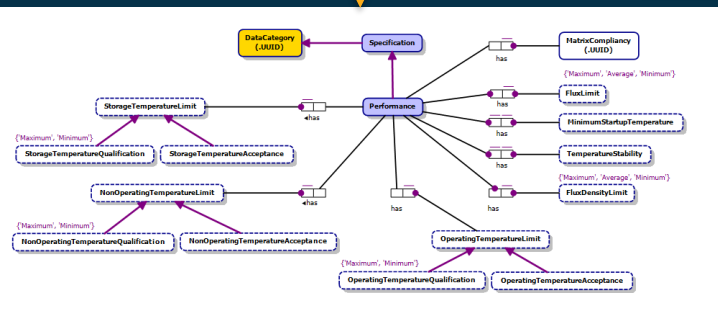 DataCategory
(.UUID)
Specification
MatrixCompliancy
(.UUID)
has
{'Maximum', 'Average', 'Minimum'}
FluxLimit
has
StorageTemperatureLimit
◂has
Performance
MinimumStartupTemperature
has
{'Maximum', 'Minimum'}
StorageTemperatureQualification
StorageTemperatureAcceptance
TemperatureStability
has
{'Maximum', 'Average', 'Minimum'}
NonOperatingTemperatureLimit
◂has
has
has
FluxDensityLimit
{'Maximum', 'Minimum'}
NonOperatingTemperatureQualification
NonOperatingTemperatureAcceptance
OperatingTemperatureLimit
{'Maximum', 'Minimum'}
OperatingTemperatureQualification
OperatingTemperatureAcceptance